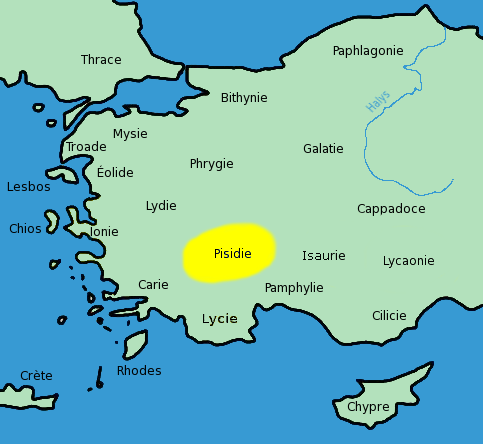 Paphlagonie
Thrace
Bithynie
Halys
Mysie
Troade
Galatie
Phrygie
Éolide
Lesbos
Lydie
Cappadoce
Chios
Ionie
Pisidie
Isaurie
Lycaonie
Carie
Pamphylie
Lycie
Cilicie
Rhodes
Crète
Chypre